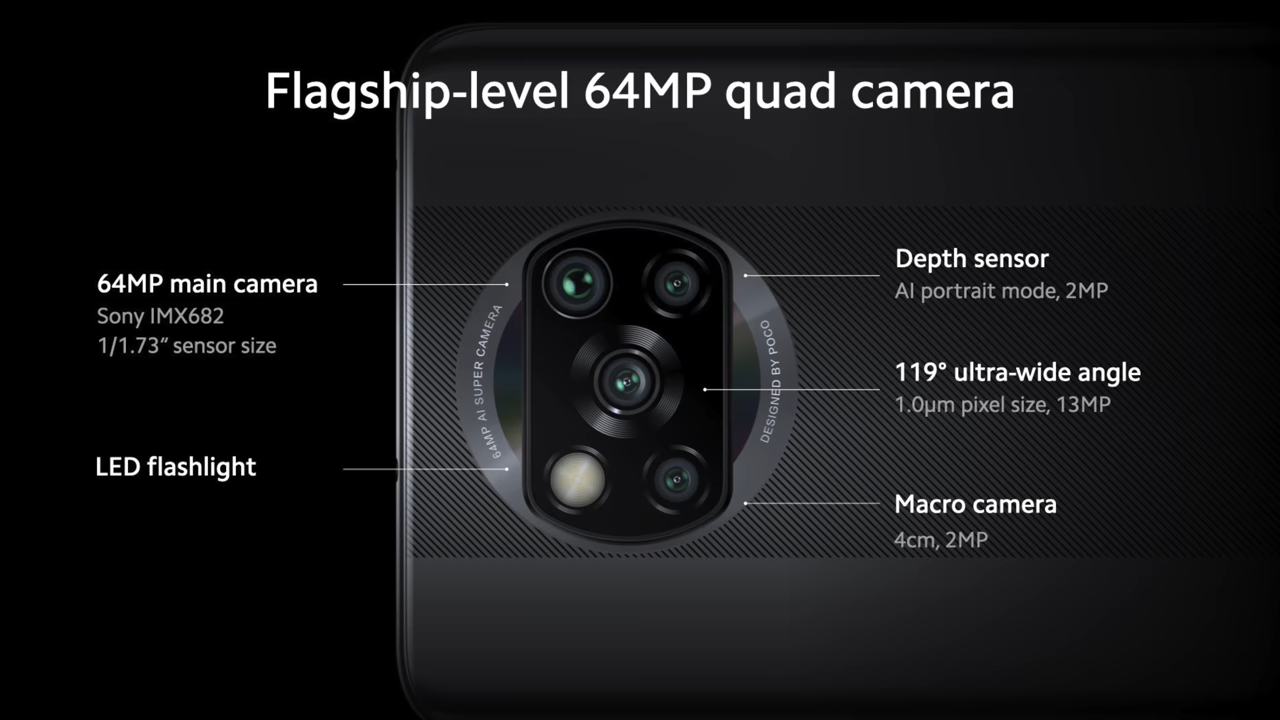 Flagship-level 64MP quad camera
64MP main camera
Sony IMX682
1/1.73“ sensor size
LED flashlight
64MP AI SUPER CAMERA
DESIGNED BY POCO
Depth sensor
AI portrait mode, 2MP
119° ultra-wide angle
1.0μm pixel size, 13MP
Macro camera
4cm, 2MP